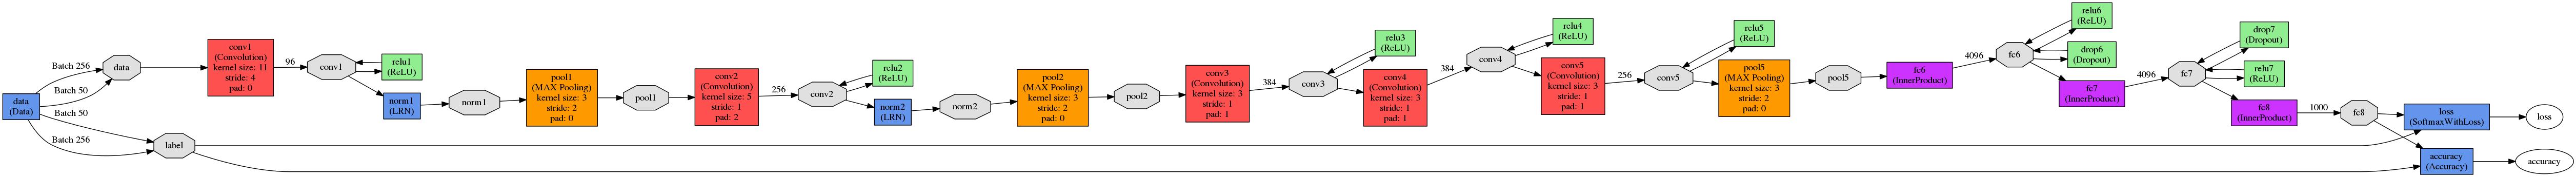 data
(Data)
Batch 256
Batch 50
Batch 50
Batch 256
data
label
conv1
(Convolution)
kernel size: 11
stride: 4
pad: 0
96
conv1
relu1
(ReLU)
norm1
(LRN)
norm1
pool1
(MAX Pooling)
kernel size: 3
stride: 2
pad: 0
pool1
conv2
(Convolution)
kernel size: 5
stride: 1
pad: 2
256
conv2
relu2
(ReLU)
norm2
(LRN)
norm2
pool2
(MAX Pooling)
kernel size: 3
stride: 2
pad: 0
pool2
conv3
(Convolution)
kernel size: 3
stride: 1
pad: 1
384
conv3
relu3
(ReLU)
conv4
(Convolution)
kernel size: 3
stride: 1
pad: 1
384
conv4
relu4
(ReLU)
conv5
(Convolution)
kernel size: 3
stride: 1
pad: 1
256
conv5
relu5
(ReLU)
pool5
(MAX Pooling)
kernel size: 3
stride: 2
pad: 0
pool5
fc6
(InnerProduct)
4096
fc6
relu6
(ReLU)
drop6
(Dropout)
fc7
(InnerProduct)
4096
fc7
drop7
(Dropout)
relu7
(ReLU)
fc8
(InnerProduct)
1000
fc8
loss
(SoftmaxWithLoss)
loss
accuracy
(Accuracy)
accuracy